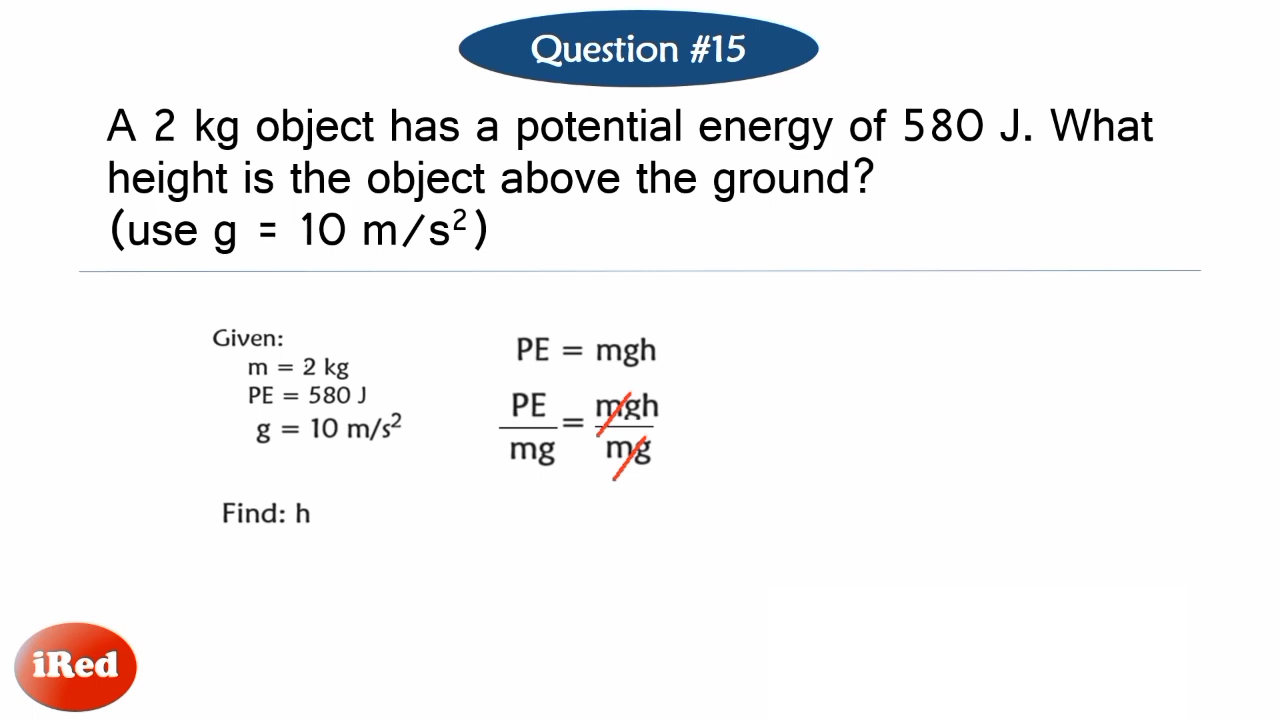 Question #15
A 2 kg object has a potential energy of 580 J. What
height is the object above the ground?
(use g = 10 m/s²)
Given:
m = 2 kg
PE = 580 J
g = 10 m/s²
Find: h
PE = mgh
PE/mg = mgh/mg
iRed